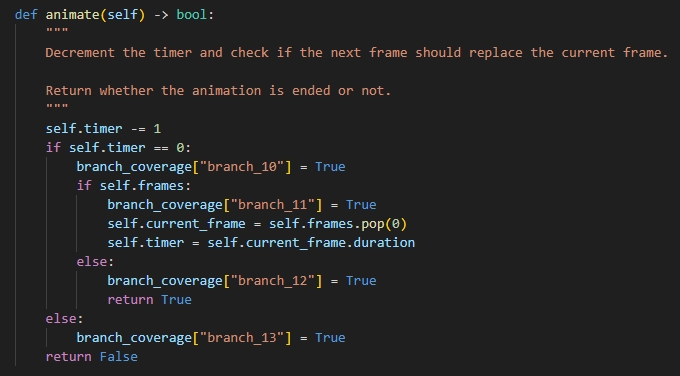 def animate(self) -> bool:
    """
    Decrement the timer and check if the next frame should replace the current frame.

    Return whether the animation is ended or not.
    """
    self.timer -= 1
    if self.timer == 0:
        branch_coverage["branch_10"] = True
        if self.frames:
            branch_coverage["branch_11"] = True
            self.current_frame = self.frames.pop(0)
            self.timer = self.current_frame.duration
        else:
            branch_coverage["branch_12"] = True
            return True
    else:
        branch_coverage["branch_13"] = True
    return False